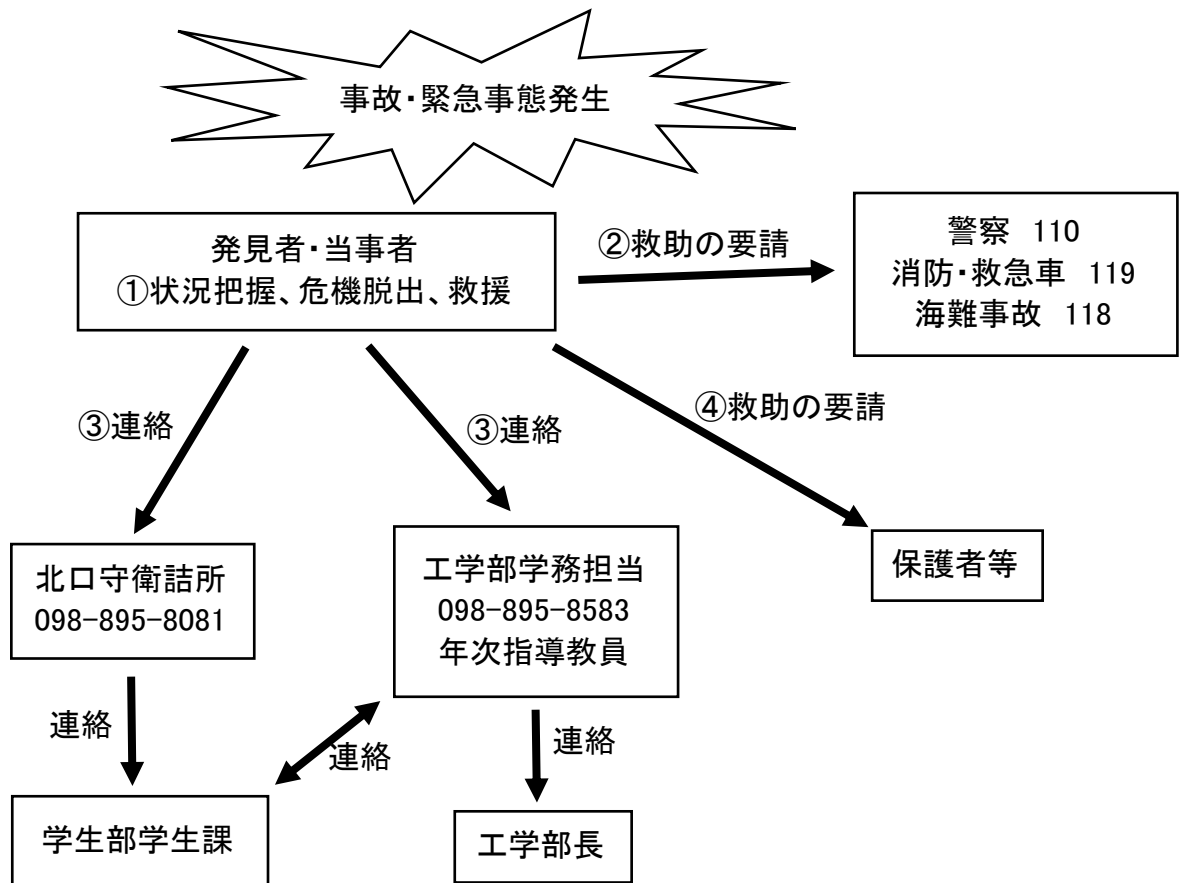 事故・緊急事態発生
発見者・当事者
①状況把握、危機脱出、救援
②救助の要請
警察 110
消防・救急車 119
海難事故 118
③連絡
③連絡
④救助の要請
北口守衛詰所
098-895-8081
工学部学務担当
098-895-8583
年次指導教員
保護者等
連絡
連絡
連絡
学生部学生課
工学部長